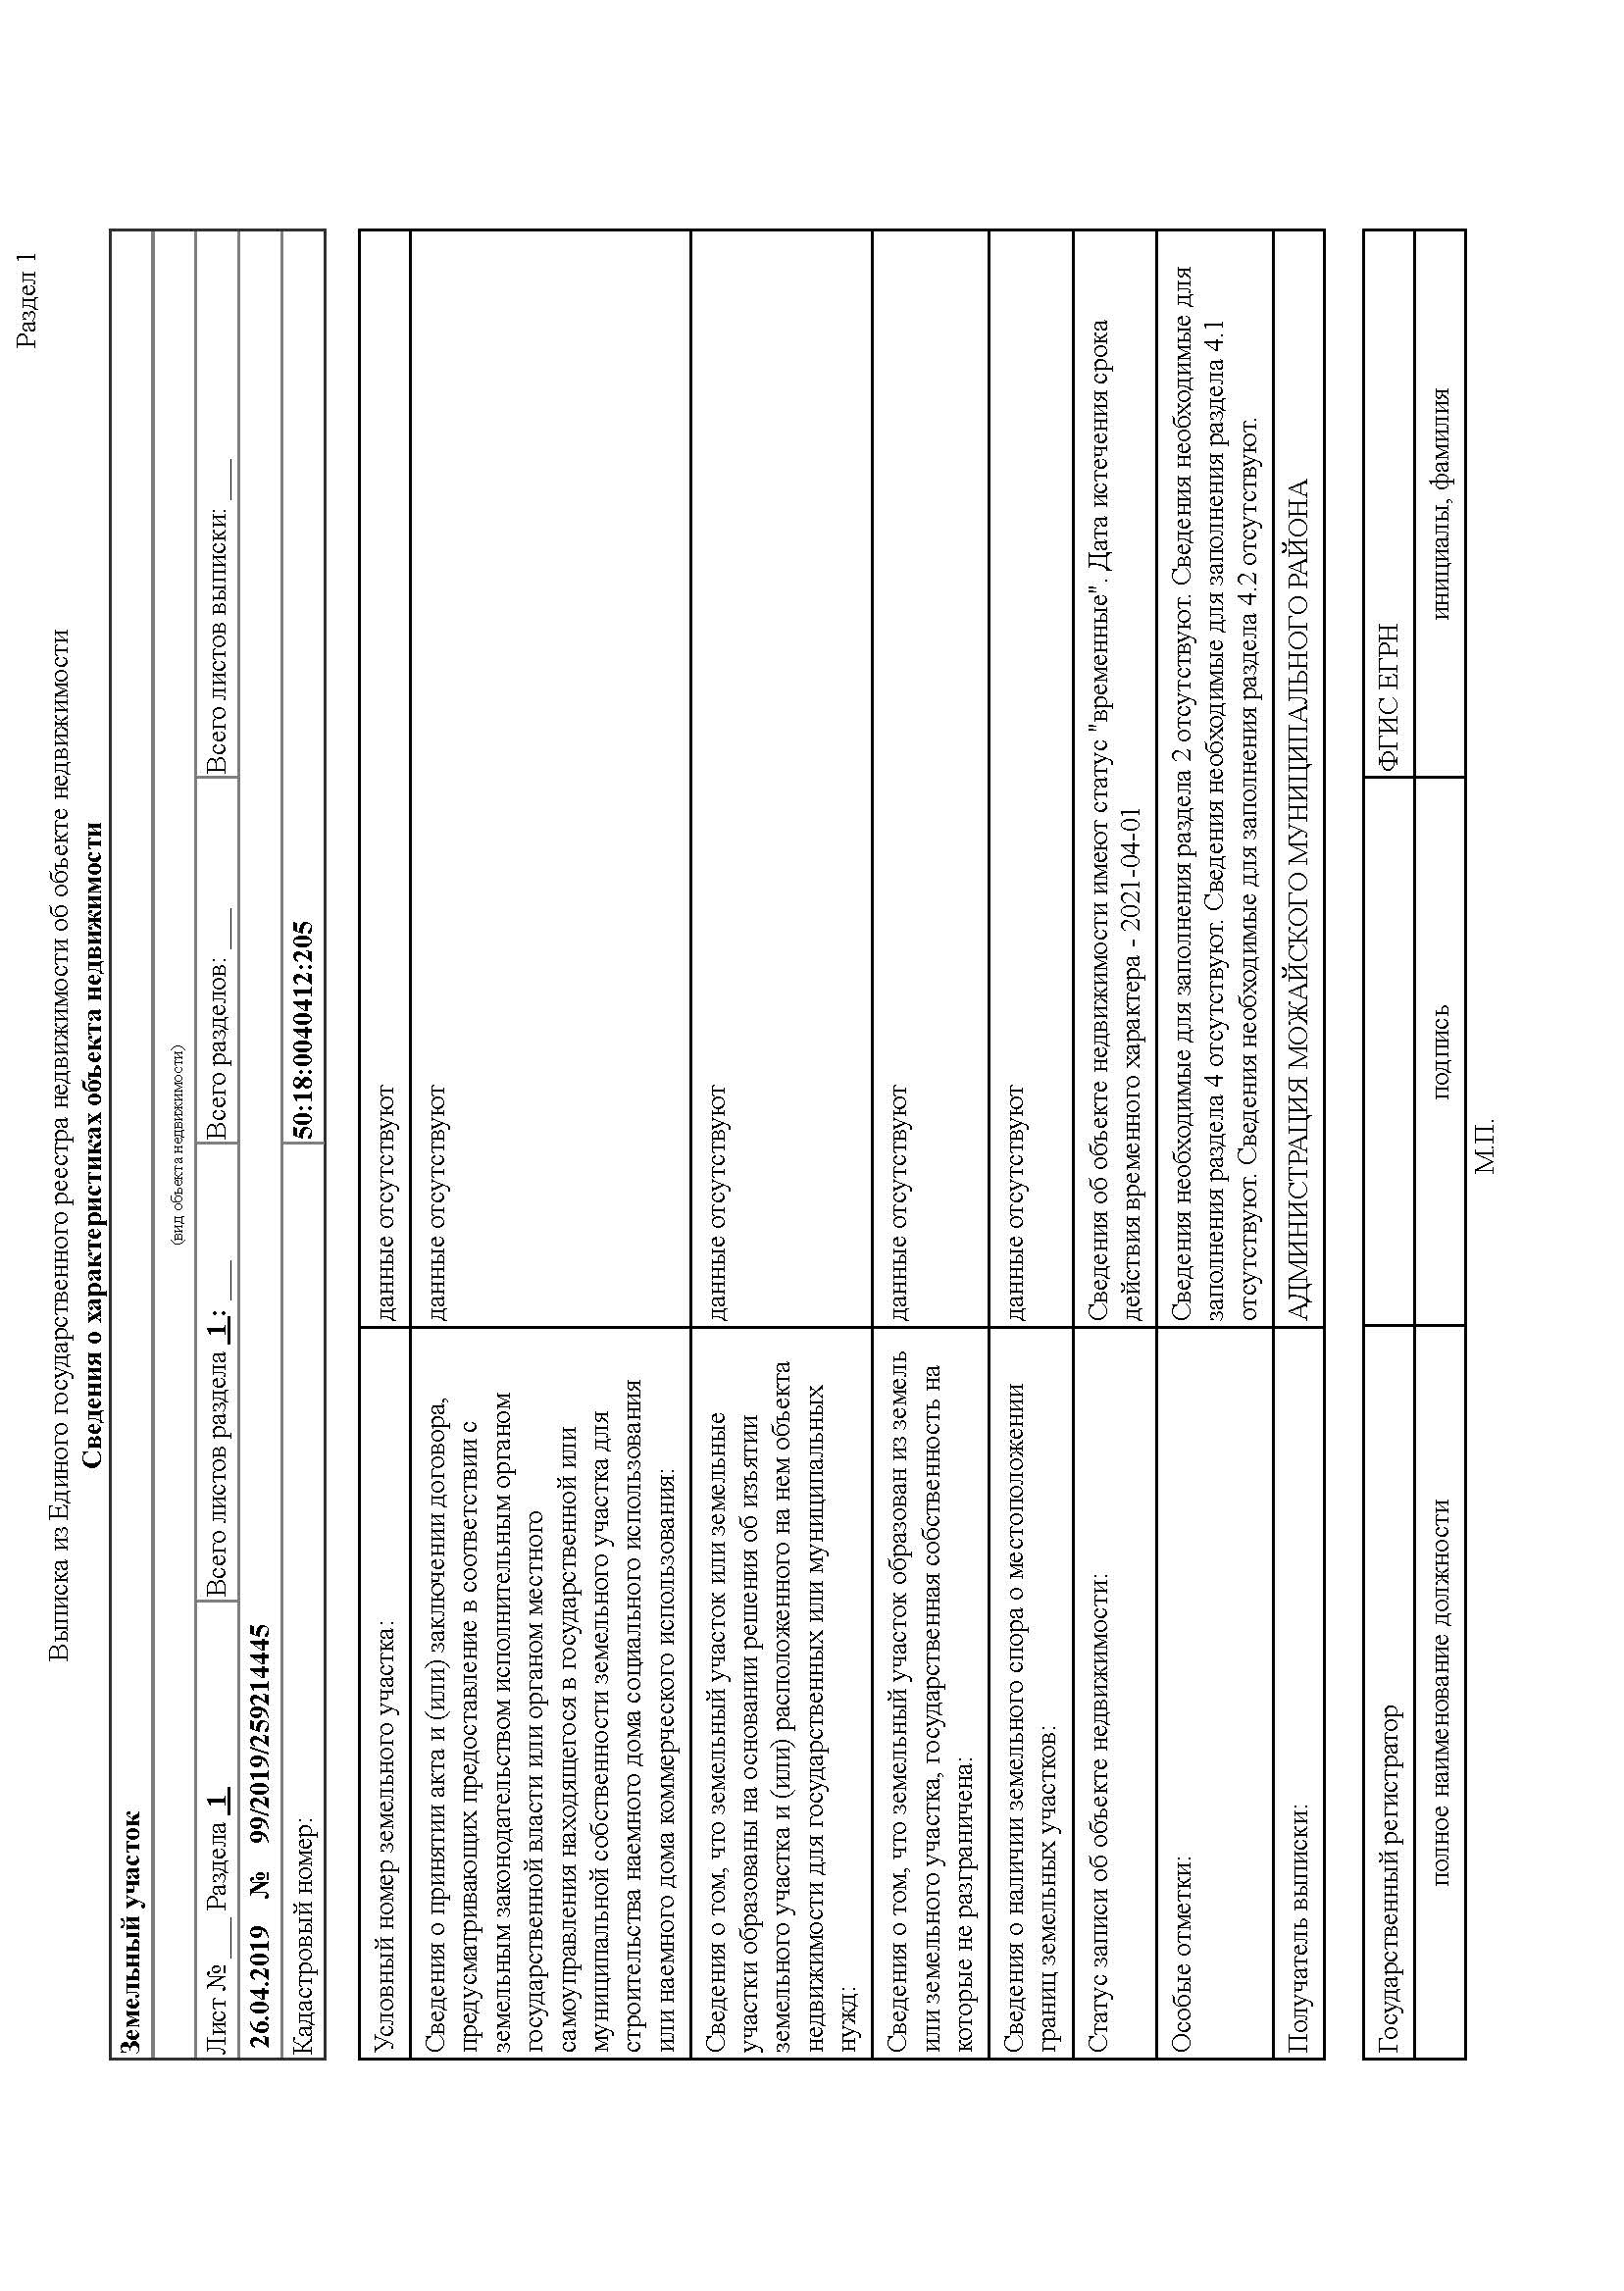 Раздел 1
Выписка из Единого государственного реестра недвижимости об объекте недвижимости
Сведения о характеристиках объекта недвижимости
Земельный участок
(вид объекта недвижимости)
Лист № ___ Раздела 1 Всего листов раздела 1 : ___ Всего разделов: ___ Всего листов выписки: ___
26.04.2019 № 99/2019/259214445
Кадастровый номер: 50:18:0040412:205
Условный номер земельного участка: данные отсутствуют
Сведения о принятии акта и (или) заключении договора,
предусматривающих предоставление в соответствии с
земельным законодательством исполнительным органом
государственной власти или органом местного
самоуправления находящегося в государственной или
муниципальной собственности земельного участка для
строительства наемного дома социального использования
или наемного дома коммерческого использования:
данные отсутствуют
Сведения о том, что земельный участок или земельные
участки образованы на основании решения об изъятии
земельного участка и (или) расположенного на нем объекта
недвижимости для государственных или муниципальных
нужд:
данные отсутствуют
Сведения о том, что земельный участок образован из земель
или земельного участка, государственная собственность на
которые не разграничена:
данные отсутствуют
Сведения о наличии земельного спора о местоположении
границ земельных участков:
данные отсутствуют
Статус записи об объекте недвижимости:
Сведения об объекте недвижимости имеют статус "временные". Дата истечения срока
действия временного характера - 2021-04-01
Особые отметки:
Сведения необходимые для заполнения раздела 2 отсутствуют. Сведения необходимые для
заполнения раздела 4 отсутствуют. Сведения необходимые для заполнения раздела 4.1
отсутствуют. Сведения необходимые для заполнения раздела 4.2 отсутствуют.
Получатель выписки: АДМИНИСТРАЦИЯ МОЖАЙСКОГО МУНИЦИПАЛЬНОГО РАЙОНА
Государственный регистратор ФГИС ЕГРН
полное наименование должности подпись инициалы, фамилия
М.П.